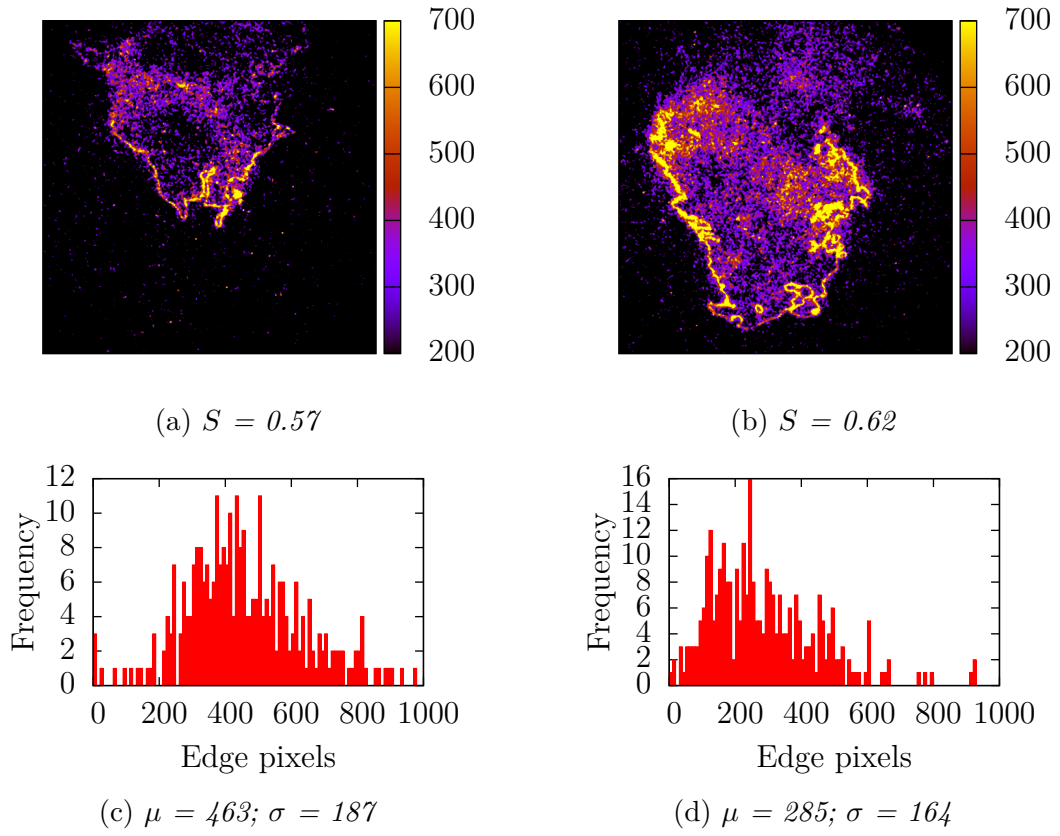 700
600
500
400
300
200
700
600
500
400
300
200
(a) S = 0.57
(b) S = 0.62
12
10
8
6
4
2
0
Frequency
0 200 400 600 800 1000
Edge pixels
16
14
12
10
8
6
4
2
0
Frequency
0 200 400 600 800 1000
Edge pixels
(c) μ = 463; σ = 187
(d) μ = 285; σ = 164